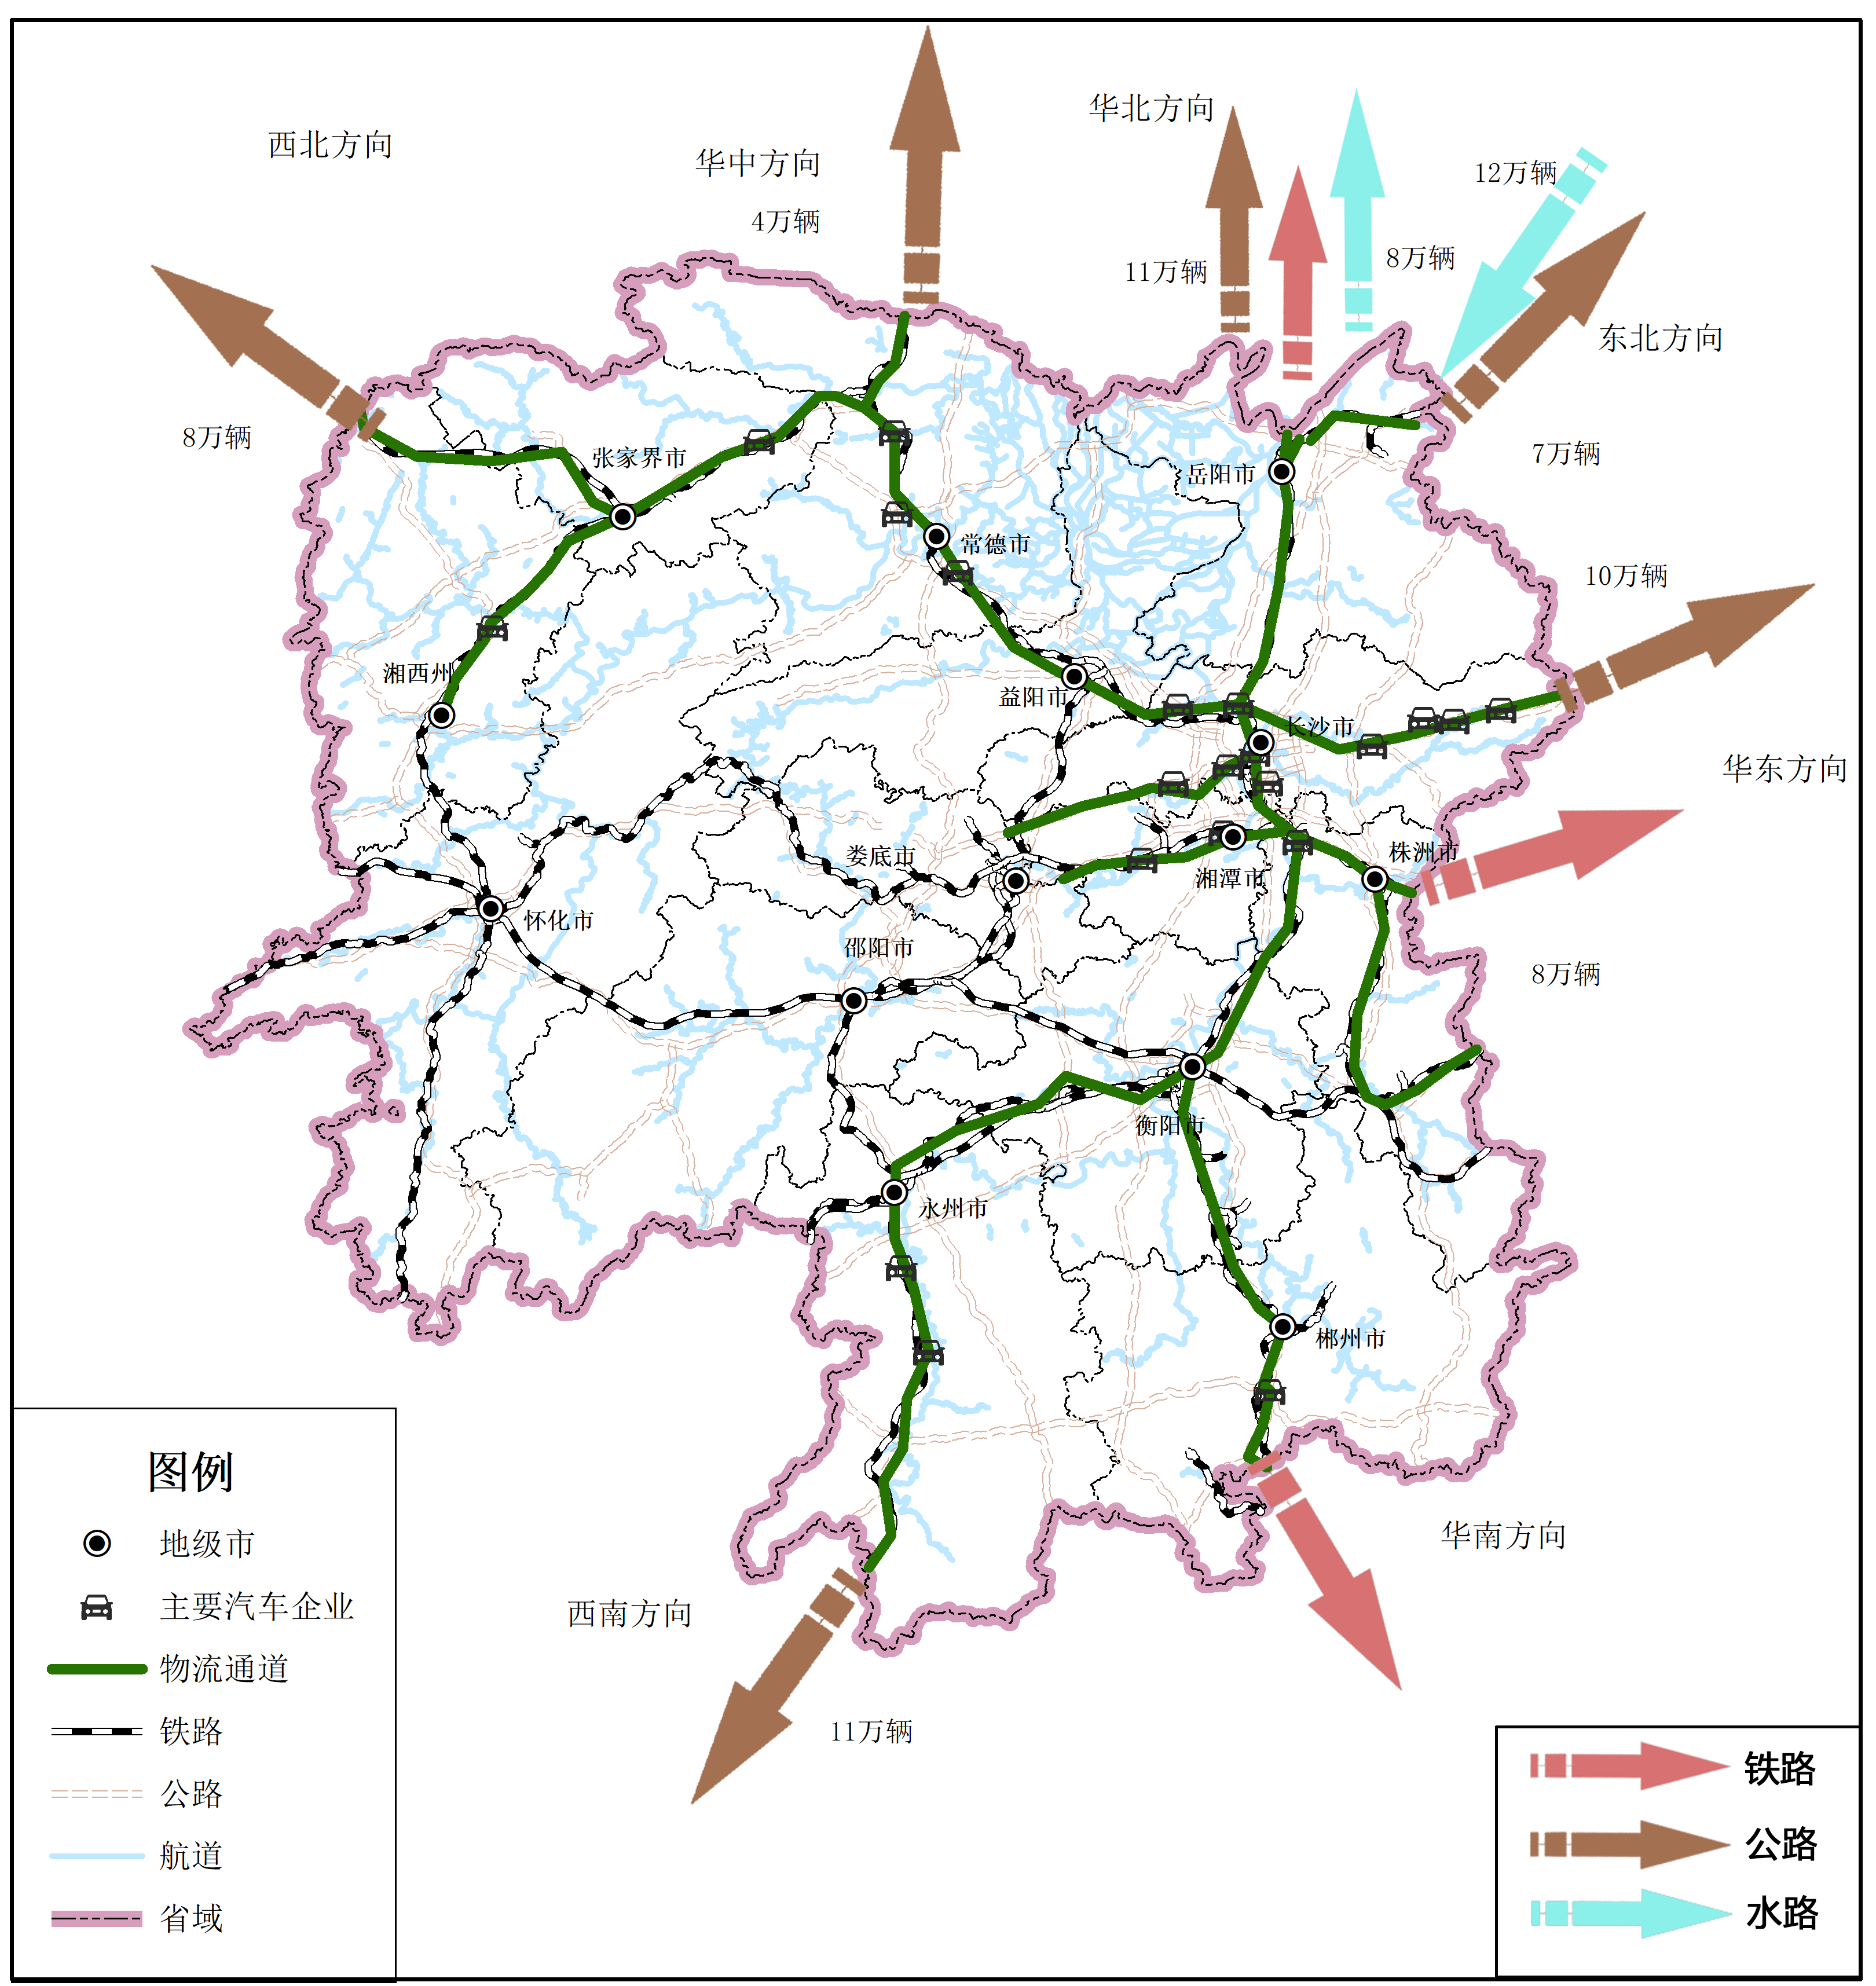 华北方向
西北方向
华中方向
12万辆
4万辆
8万辆
11万辆
东北方向
8万辆
张家界市
7万辆
岳阳市
常德市
10万辆
湘西州
益阳市
长沙市
华东方向
娄底市
株洲市
湘潭市
怀化市
邵阳市
8万辆
衡阳市
永州市
郴州市
华南方向
西南方向
11万辆
图例
地级市
主要汽车企业
物流通道
铁路
公路
航道
省域
铁路
公路
水路